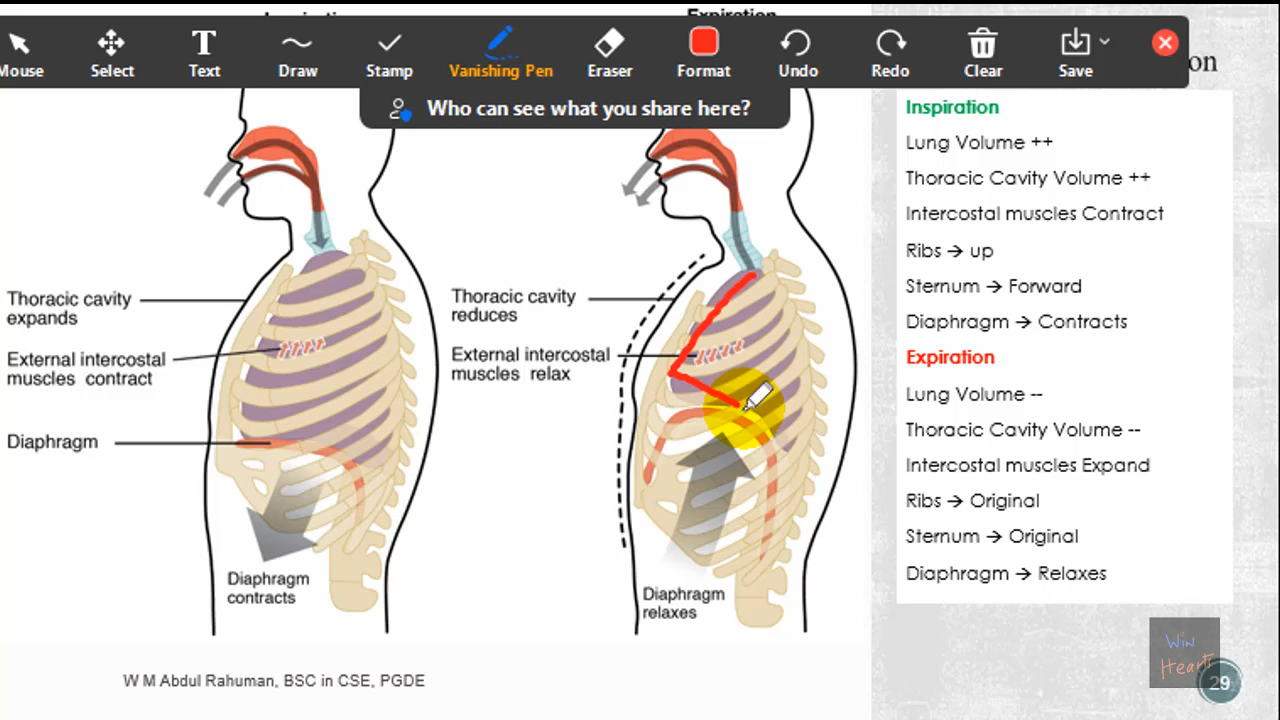 Expiration
Mouse
Select
Text
Draw
Stamp
Vanishing Pen
Eraser
Format
Undo
Redo
Clear
Save
on
Who can see what you share here?
Thoracic cavity
expands
External intercostal
muscles contract
Diaphragm
Diaphragm
contracts
Thoracic cavity
reduces
External intercostal
muscles relax
Diaphragm
relaxes
Inspiration
Lung Volume ++
Thoracic Cavity Volume ++
Intercostal muscles Contract
Ribs → up
Sternum → Forward
Diaphragm → Contracts
Expiration
Lung Volume --
Thoracic Cavity Volume --
Intercostal muscles Expand
Ribs → Original
Sternum → Original
Diaphragm → Relaxes
W M Abdul Rahuman, BSC in CSE, PGDE
Win
Hearts
29